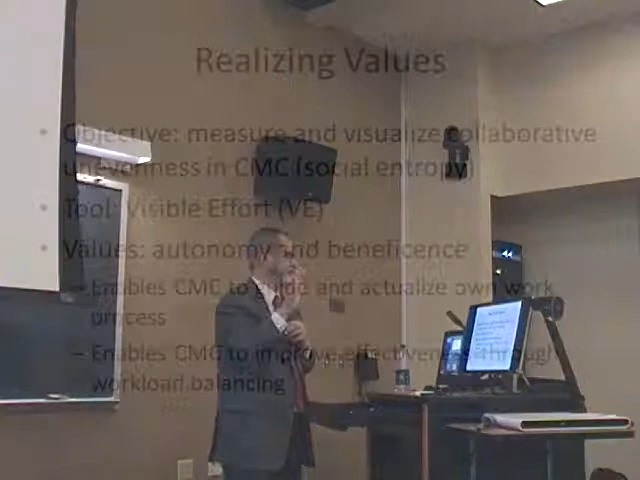 Realizing Values
• Objective: measure and visualize collaborative
unevenness in CMC (social entropy)
• Tool: Visible Effort (VE)
• Values: autonomy and beneficence
– Enables CMC to guide and actualize own work
process
– Enables CMC to improve effectiveness through
workload balancing